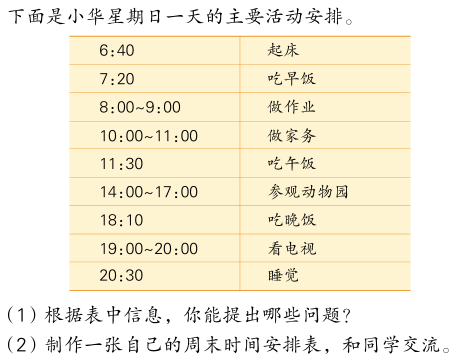 下面是小华星期日一天的主要活动安排。
6:40 起床
7:20 吃早饭
8:00~9:00 做作业
10:00~11:00 做家务
11:30 吃午饭
14:00~17:00 参观动物园
18:10 吃晚饭
19:00~20:00 看电视
20:30 睡觉
(1) 根据表中信息，你能提出哪些问题?
(2) 制作一张自己的周末时间安排表，和同学交流。